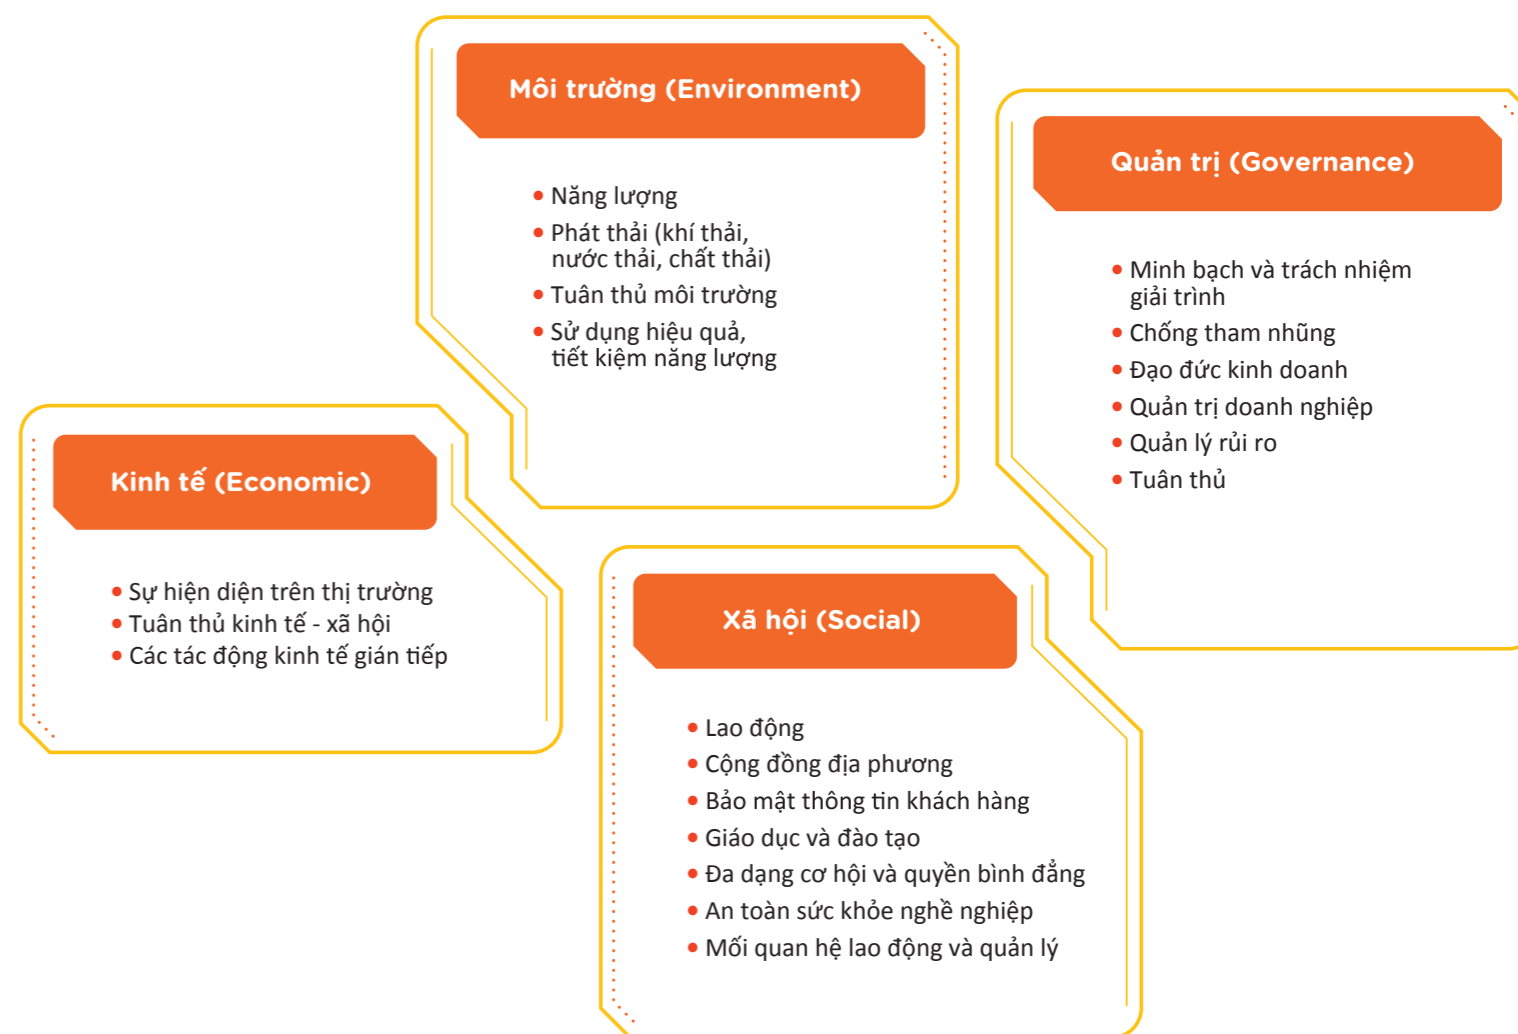 Môi trường (Environment)
• Năng lượng
• Phát thải (khí thải,
nước thải, chất thải)
• Tuân thủ môi trường
• Sử dụng hiệu quả,
tiết kiệm năng lượng
Quản trị (Governance)
• Minh bạch và trách nhiệm
giải trình
• Chống tham nhũng
• Đạo đức kinh doanh
• Quản trị doanh nghiệp
• Quản lý rủi ro
• Tuân thủ
Kinh tế (Economic)
• Sự hiện diện trên thị trường
• Tuân thủ kinh tế - xã hội
• Các tác động kinh tế gián tiếp
Xã hội (Social)
• Lao động
• Cộng đồng địa phương
• Bảo mật thông tin khách hàng
• Giáo dục và đào tạo
• Đa dạng cơ hội và quyền bình đẳng
• An toàn sức khỏe nghề nghiệp
• Mối quan hệ lao động và quản lý